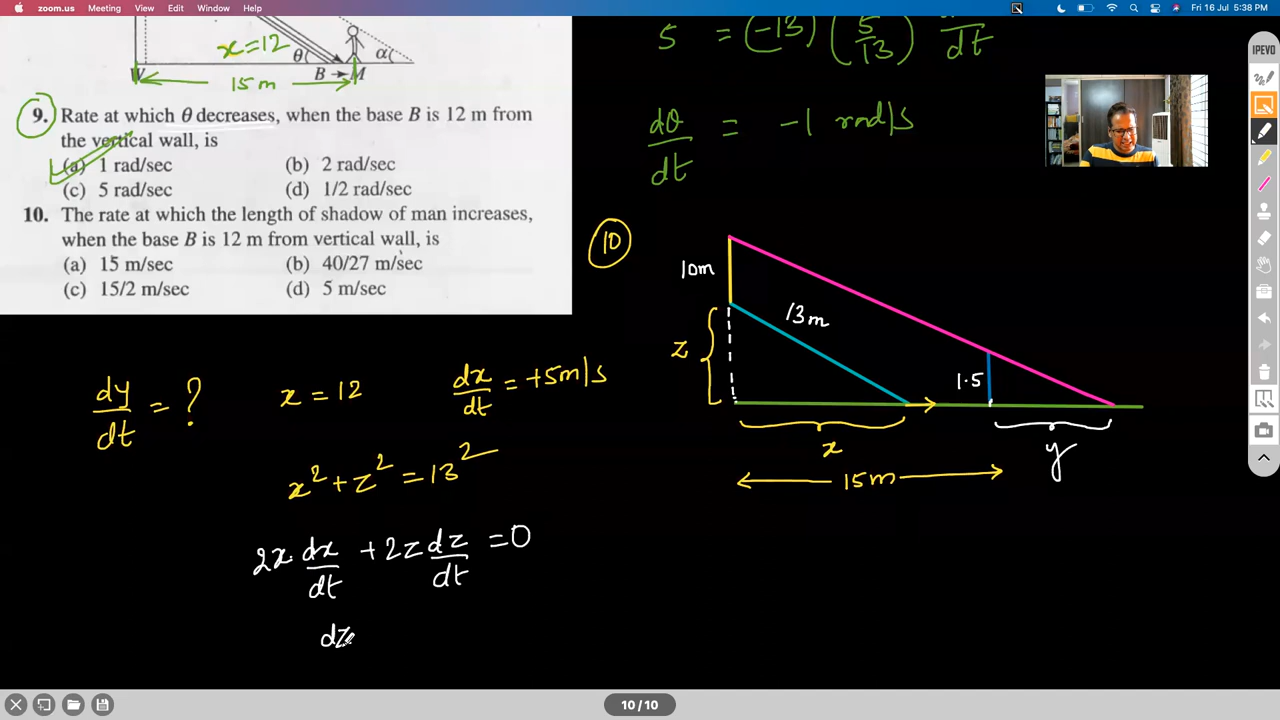 zoom.us Meeting View Edit Window Help Fri 16 Jul 5:38 PM
x=12
θ
α
B → M
15 m
9. Rate at which θ decreases, when the base B is 12 m from
the vertical wall, is
(a) 1 rad/sec (b) 2 rad/sec
(c) 5 rad/sec (d) 1/2 rad/sec
10. The rate at which the length of shadow of man increases,
when the base B is 12 m from vertical wall, is
(a) 15 m/sec (b) 40/27 m/sec
(c) 15/2 m/sec (d) 5 m/sec
5 = (-13) (5/13) dt
dθ/dt = -1 rad/s
10
10m
13m
z
1.5
x
y
15m
dy/dt = ?
x = 12
dx/dt = +5m/s
x² + z² = 13²
2x. dx/dt + 2z dz/dt = 0
dz
IPEVO
10 / 10